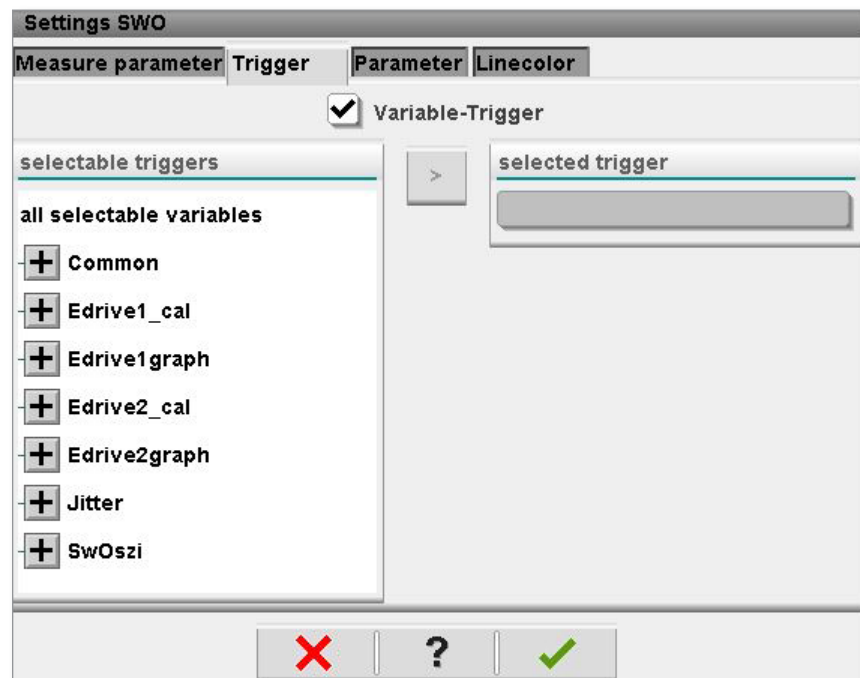 Settings SWO
Measure parameter Trigger Parameter Linecolor
Variable-Trigger
selectable triggers
>
selected trigger
all selectable variables
Common
Edrive1_cal
Edrive1graph
Edrive2_cal
Edrive2graph
Jitter
SwOszi
?